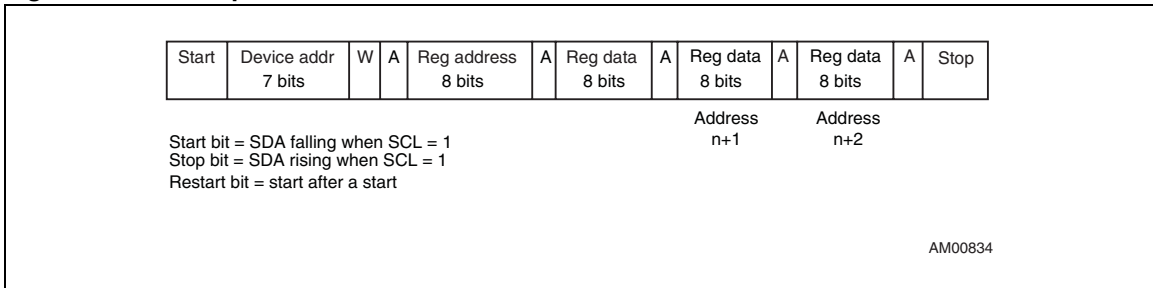 Start Device addr W A Reg address A Reg data A Reg data A Reg data A Stop
7 bits 8 bits 8 bits 8 bits 8 bits
Address Address
n+1 n+2
Start bit = SDA falling when SCL = 1
Stop bit = SDA rising when SCL = 1
Restart bit = start after a start
AM00834